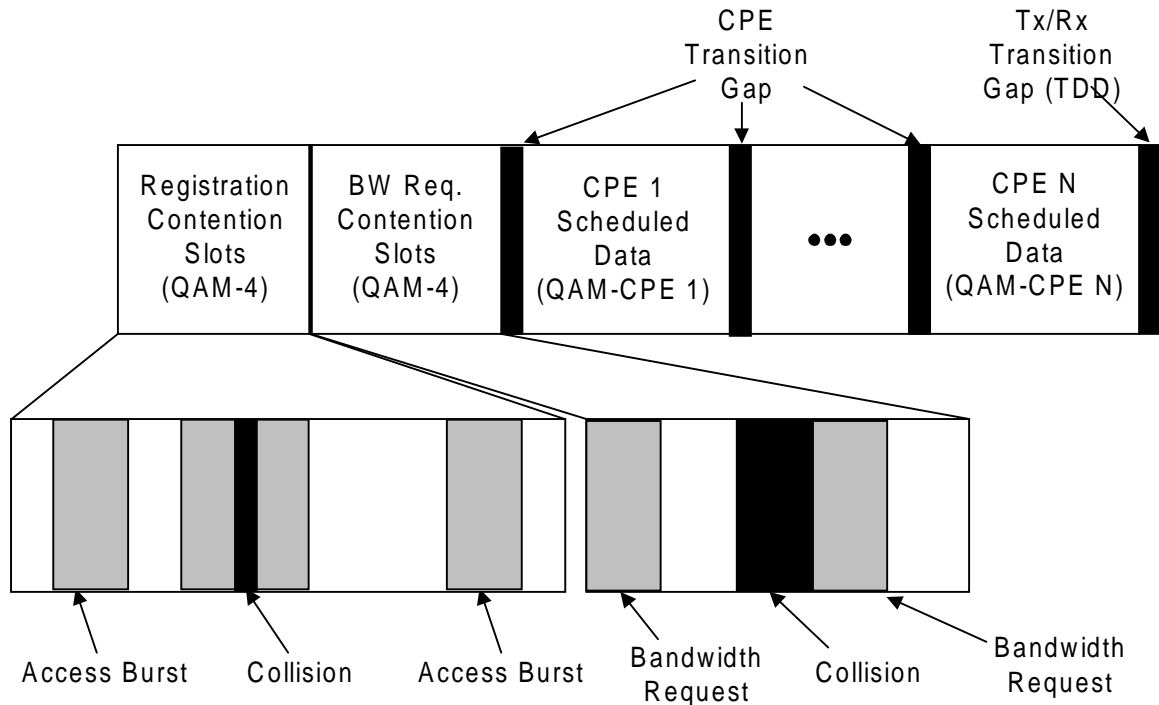 CPE
Transition
Gap
Tx/Rx
Transition
Gap (TDD)
Registration
Contention
Slots
(QAM-4)
BW Req.
Contention
Slots
(QAM-4)
CPE 1
Scheduled
Data
(QAM-CPE 1)
•••
CPE N
Scheduled
Data
(QAM-CPE N)
Access Burst
Collision
Access Burst
Bandwidth
Request
Collision
Bandwidth
Request